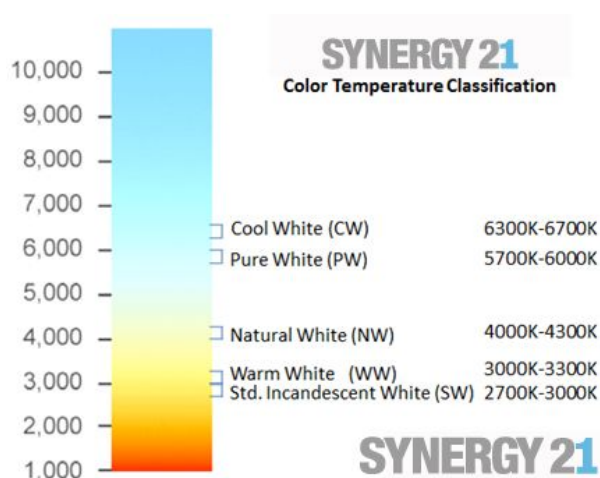 SYNERGY 21
Color Temperature Classification
10,000
9,000
8,000
7,000
Cool White (CW) 6300K-6700K
6,000
Pure White (PW) 5700K-6000K
5,000
4,000
Natural White (NW) 4000K-4300K
Warm White (WW) 3000K-3300K
3,000
Std. Incandescent White (SW) 2700K-3000K
2,000
SYNERGY 21
1,000